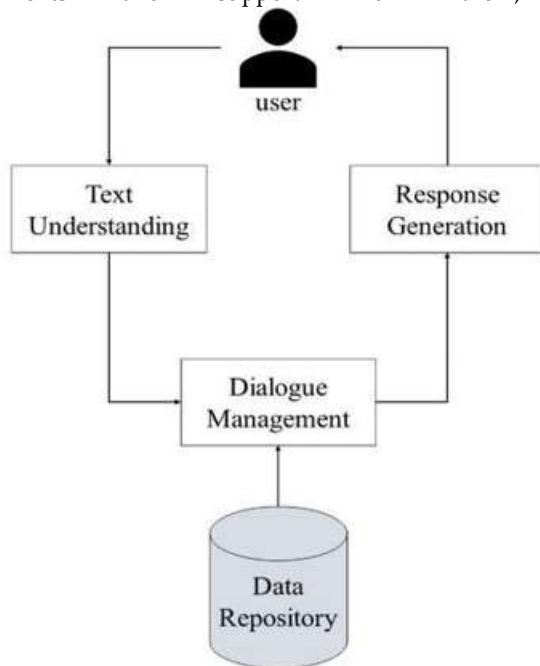 user
Text
Understanding
Response
Generation
Dialogue
Management
Data
Repository